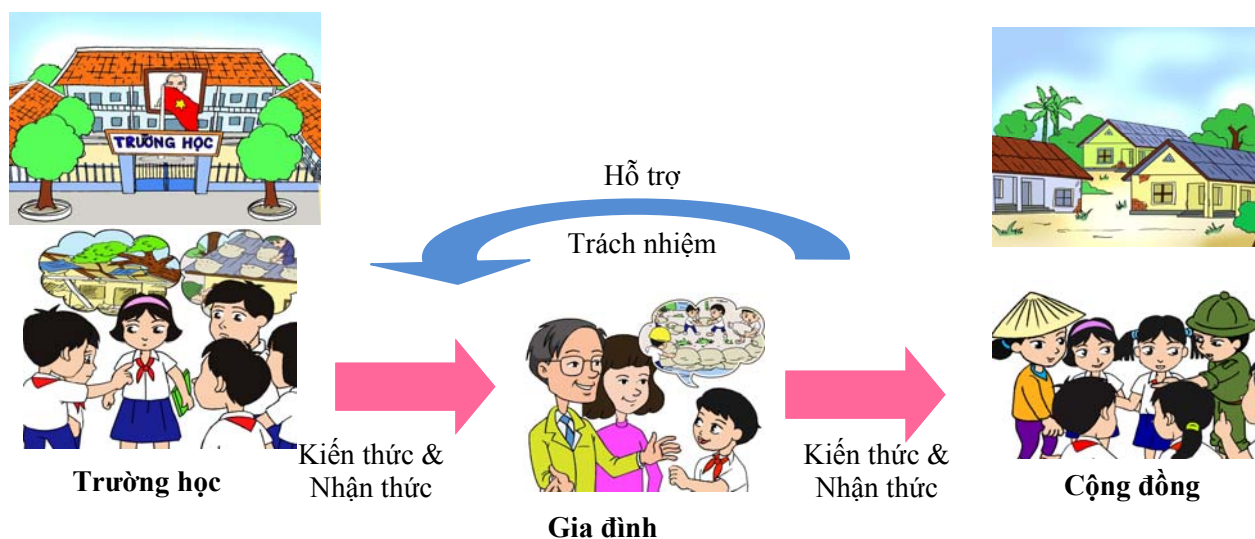 TRƯỜNG HỌC
Hỗ trợ
Trách nhiệm
Kiến thức &
Nhận thức
Kiến thức &
Nhận thức
Trường học
Gia đình
Cộng đồng